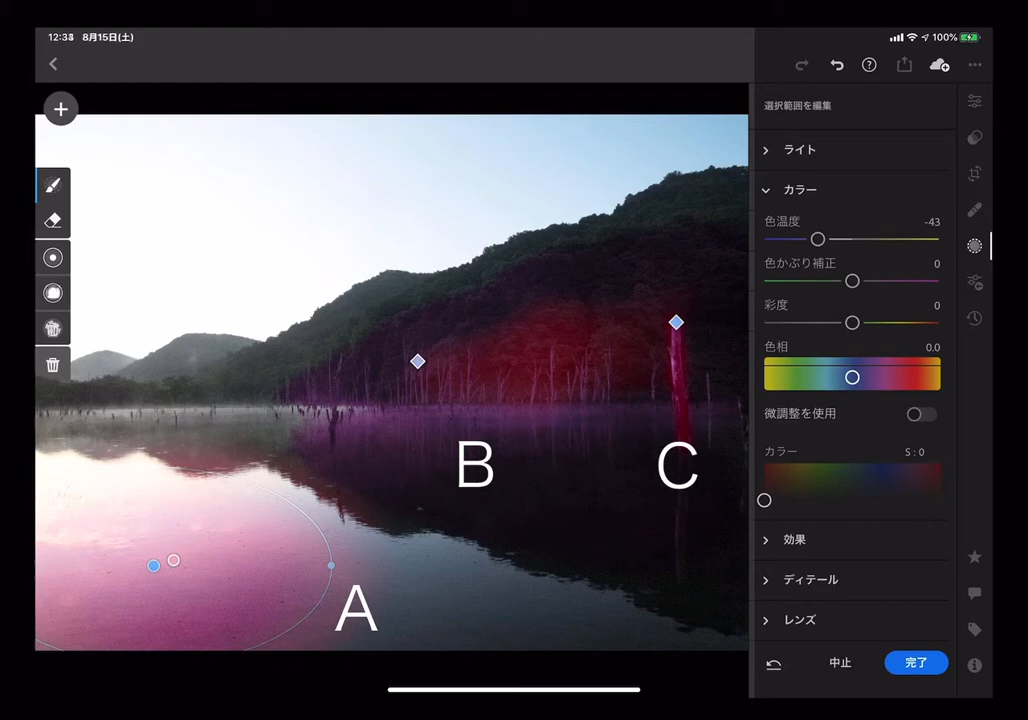 12:38 8月15日(土)
100%
選択範囲を編集
ライト
カラー
色温度 -43
色かぶり補正 0
彩度 0
色相 0.0
微調整を使用
カラー S : 0
効果
ディテール
レンズ
中止 完了
B
C
A